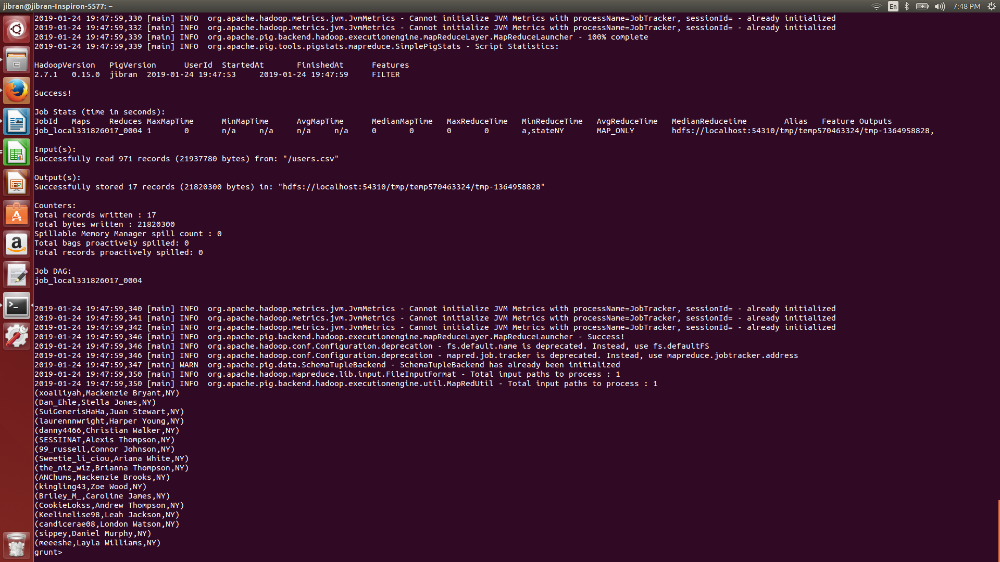 jibran@jibran-Inspiron-5577: ~
En
7:48 PM
2019-01-24 19:47:59,330 [main] INFO  org.apache.hadoop.metrics.jvm.JvmMetrics - Cannot initialize JVM Metrics with processName=JobTracker, sessionId= - already initialized
2019-01-24 19:47:59,332 [main] INFO  org.apache.hadoop.metrics.jvm.JvmMetrics - Cannot initialize JVM Metrics with processName=JobTracker, sessionId= - already initialized
2019-01-24 19:47:59,339 [main] INFO  org.apache.pig.backend.hadoop.executionengine.mapReduceLayer.MapReduceLauncher - 100% complete
2019-01-24 19:47:59,339 [main] INFO  org.apache.pig.tools.pigstats.mapreduce.SimplePigStats - Script Statistics:
HadoopVersion   PigVersion      UserId  StartedAt       FinishedAt      Features
2.7.1   0.15.0  jibran  2019-01-24 19:47:53     2019-01-24 19:47:59     FILTER
Success!
Job Stats (time in seconds):
JobId   Maps    Reduces MaxMapTime      MinMapTime      AvgMapTime      MedianMapTime   MaxReduceTime   MinReduceTime   AvgReduceTime   MedianReducetime        Alias   Feature Outputs
job_local331826017_0004 1       0       n/a     n/a     n/a     n/a     0       0       0       0       a,stateNY       MAP_ONLY        hdfs://localhost:54310/tmp/temp570463324/tmp-1364958828,
Input(s):
Successfully read 971 records (21937780 bytes) from: "/users.csv"
Output(s):
Successfully stored 17 records (21820300 bytes) in: "hdfs://localhost:54310/tmp/temp570463324/tmp-1364958828"
Counters:
Total records written : 17
Total bytes written : 21820300
Spillable Memory Manager spill count : 0
Total bags proactively spilled: 0
Total records proactively spilled: 0
Job DAG:
job_local331826017_0004
2019-01-24 19:47:59,340 [main] INFO  org.apache.hadoop.metrics.jvm.JvmMetrics - Cannot initialize JVM Metrics with processName=JobTracker, sessionId= - already initialized
2019-01-24 19:47:59,341 [main] INFO  org.apache.hadoop.metrics.jvm.JvmMetrics - Cannot initialize JVM Metrics with processName=JobTracker, sessionId= - already initialized
2019-01-24 19:47:59,342 [main] INFO  org.apache.hadoop.metrics.jvm.JvmMetrics - Cannot initialize JVM Metrics with processName=JobTracker, sessionId= - already initialized
2019-01-24 19:47:59,346 [main] INFO  org.apache.pig.backend.hadoop.executionengine.mapReduceLayer.MapReduceLauncher - Success!
2019-01-24 19:47:59,346 [main] INFO  org.apache.hadoop.conf.Configuration.deprecation - fs.default.name is deprecated. Instead, use fs.defaultFS
2019-01-24 19:47:59,346 [main] INFO  org.apache.hadoop.conf.Configuration.deprecation - mapred.job.tracker is deprecated. Instead, use mapreduce.jobtracker.address
2019-01-24 19:47:59,347 [main] WARN  org.apache.pig.data.SchemaTupleBackend - SchemaTupleBackend has already been initialized
2019-01-24 19:47:59,350 [main] INFO  org.apache.hadoop.mapreduce.lib.input.FileInputFormat - Total input paths to process : 1
2019-01-24 19:47:59,350 [main] INFO  org.apache.pig.backend.hadoop.executionengine.util.MapRedUtil - Total input paths to process : 1
(xoalliyah,Mackenzie Bryant,NY)
(Dan_Ehle,Stella Jones,NY)
(SuiGenerisHaHa,Juan Stewart,NY)
(laurennnwright,Harper Young,NY)
(danny4466,Christian Walker,NY)
(SESSIINAT,Alexis Thompson,NY)
(99_russell,Connor Johnson,NY)
(Sweetie_li_ciou,Ariana White,NY)
(the_niz_wiz,Brianna Thompson,NY)
(ANChums,Mackenzie Brooks,NY)
(kingling43,Zoe Wood,NY)
(Briley_M_,Caroline James,NY)
(CookieLokss,Andrew Thompson,NY)
(Keelinelise98,Leah Jackson,NY)
(candicerae08,London Watson,NY)
(sippey,Daniel Murphy,NY)
(meeeshe,Layla Williams,NY)
grunt>